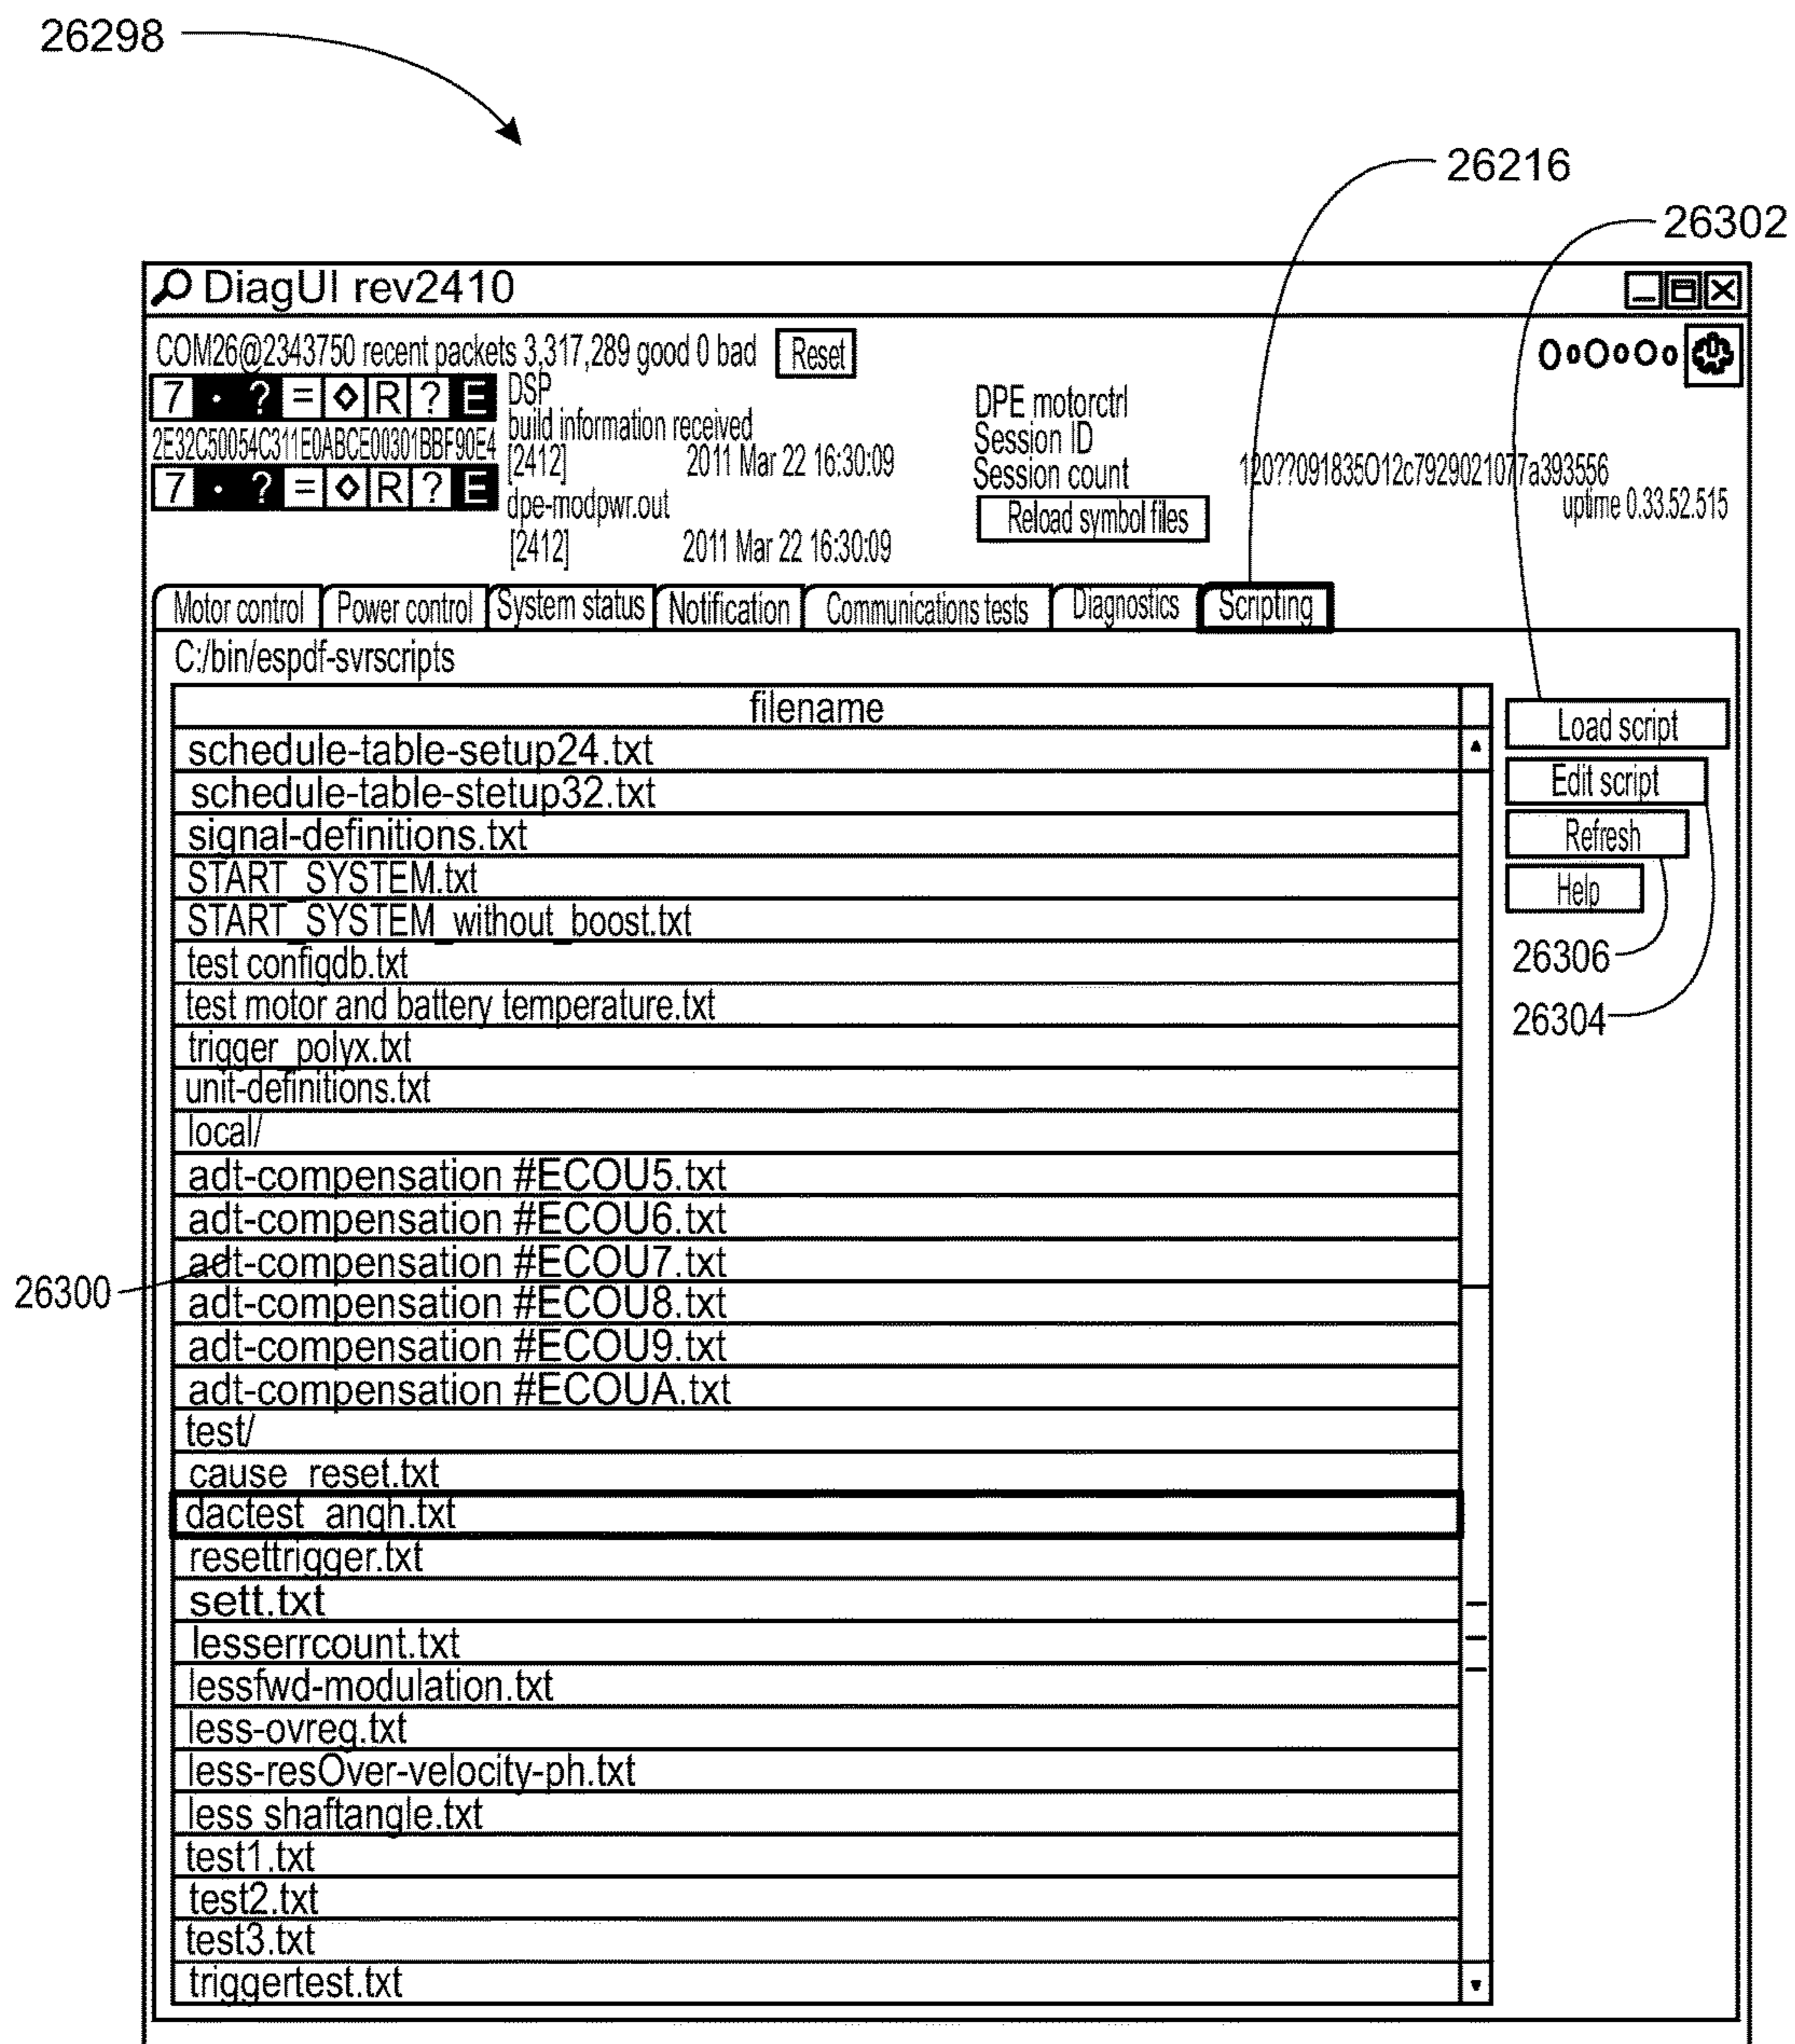 26298
26216
26302
DiagUI rev2410
COM26@2343750 recent packets 3,317,289 good 0 bad Reset
7 · ? = ◇ R ? E DSP
build information received
2E32C50054C311E0ABCE00301BBF90E4
[2412] 2011 Mar 22 16:30:09
7 · ? = ◇ R ? E
dpe-modpwr.out
[2412] 2011 Mar 22 16:30:09
DPE motorctrl
Session ID
Session count
120??091835O12c7929021077a393556
uptime 0.33.52.515
Reload symbol files
Motor control Power control System status Notification Communications tests Diagnostics Scripting
C:/bin/espdf-svrscripts
filename
schedule-table-setup24.txt
schedule-table-stetup32.txt
signal-definitions.txt
START_SYSTEM.txt
START_SYSTEM_without_boost.txt
test configdb.txt
test motor and battery temperature.txt
trigger_polyx.txt
unit-definitions.txt
local/
adt-compensation #ECOU5.txt
adt-compensation #ECOU6.txt
adt-compensation #ECOU7.txt
adt-compensation #ECOU8.txt
adt-compensation #ECOU9.txt
adt-compensation #ECOUA.txt
test/
cause_reset.txt
dactest_angh.txt
resettrigger.txt
sett.txt
lesserrcount.txt
lessfwd-modulation.txt
less-ovreg.txt
less-resOver-velocity-ph.txt
less shaftangle.txt
test1.txt
test2.txt
test3.txt
triggertest.txt
Load script
Edit script
Refresh
Help
26306
26304
26300